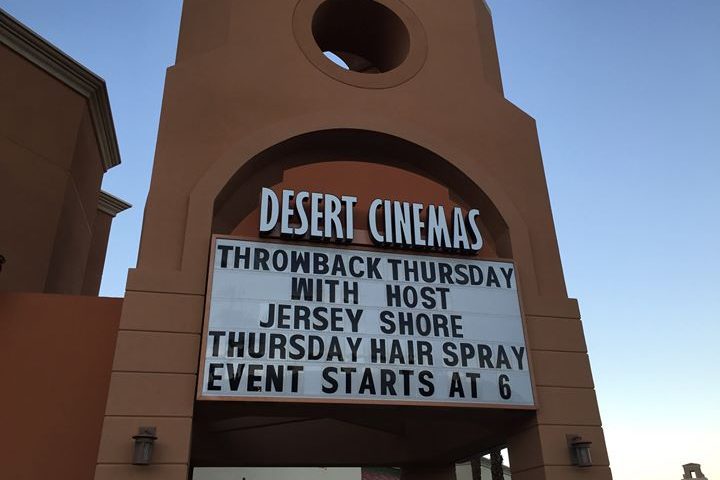 DESERT CINEMAS
THROWBACK THURSDAY
WITH HOST
JERSEY SHORE
THURSDAY HAIR SPRAY
EVENT STARTS AT 6